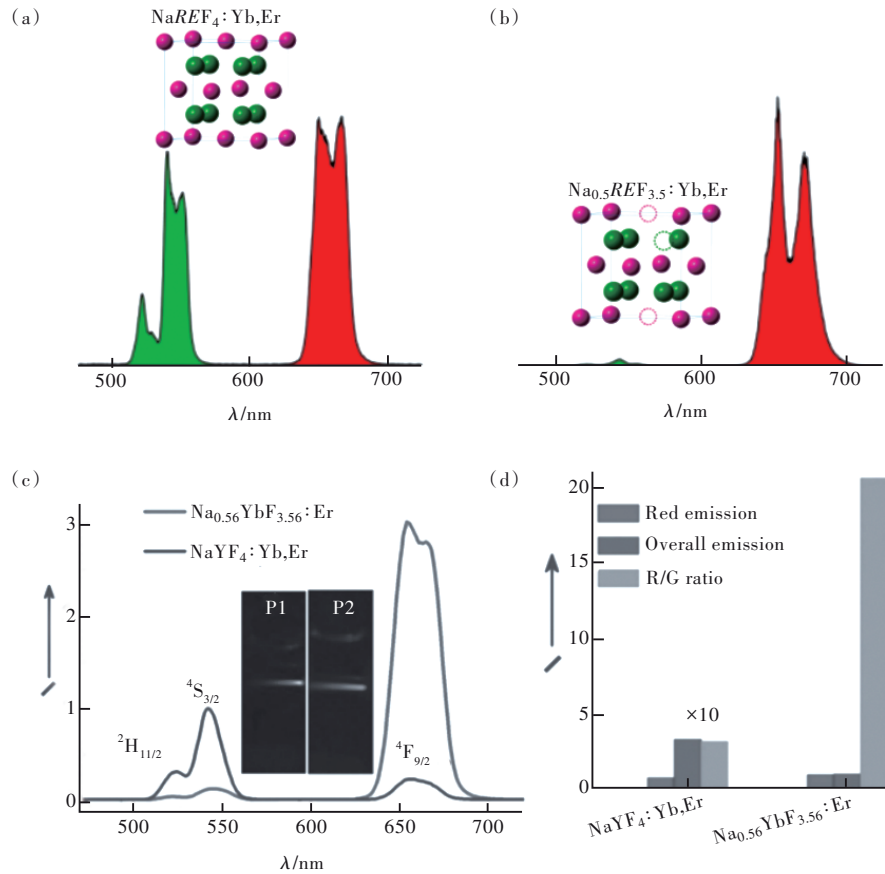 (a)
NaREF₄: Yb,Er
500
600
700
λ/nm
(b)
Na₀.₅REF₃.₅: Yb,Er
500
600
700
λ/nm
(c)
Na₀.₅₆YbF₃.₅₆: Er
NaYF₄: Yb,Er
3
2
1
0
P1 P2
⁴S₃/₂
²H₁₁/₂
⁴F₉/₂
500
550
600
650
700
λ/nm
I
(d)
20
15
10
5
0
Red emission
Overall emission
R/G ratio
×10
NaYF₄: Yb,Er
Na₀.₅₆YbF₃.₅₆: Er
I